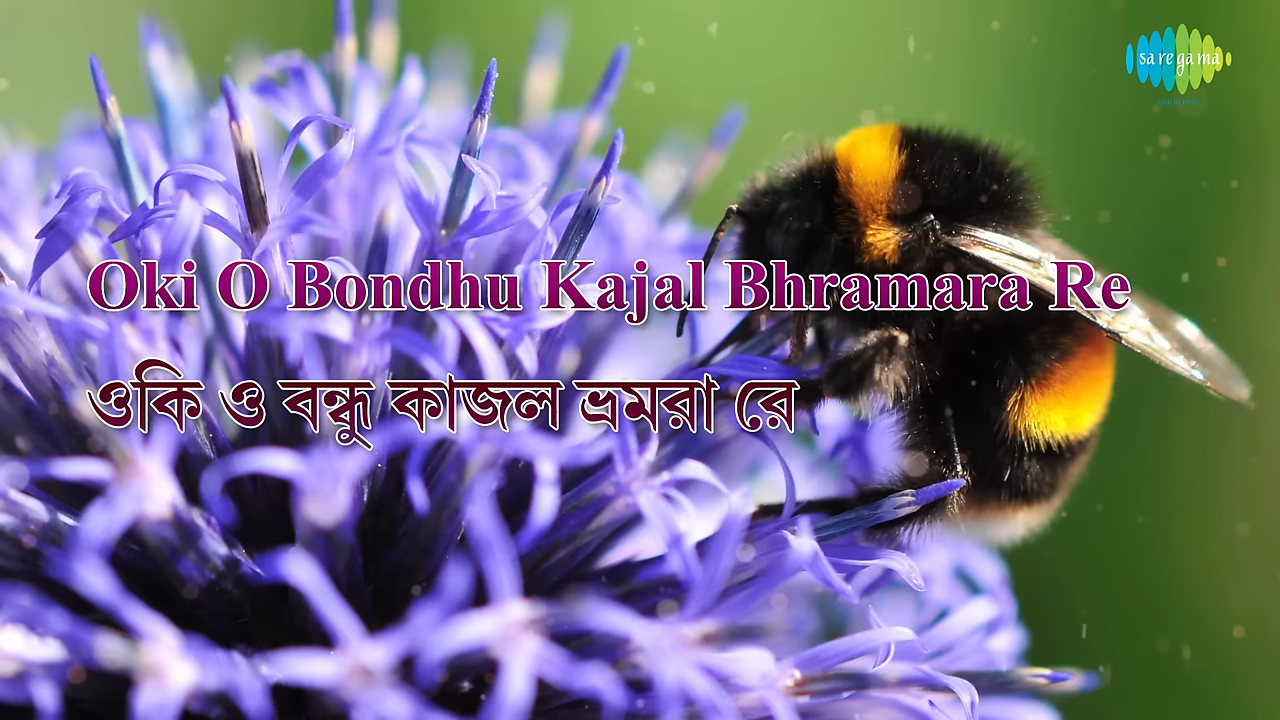 sa re ga ma
Oki O Bondhu Kajal Bhramara Re
ওকি ও বন্ধু কাজল ভ্রমরা রে